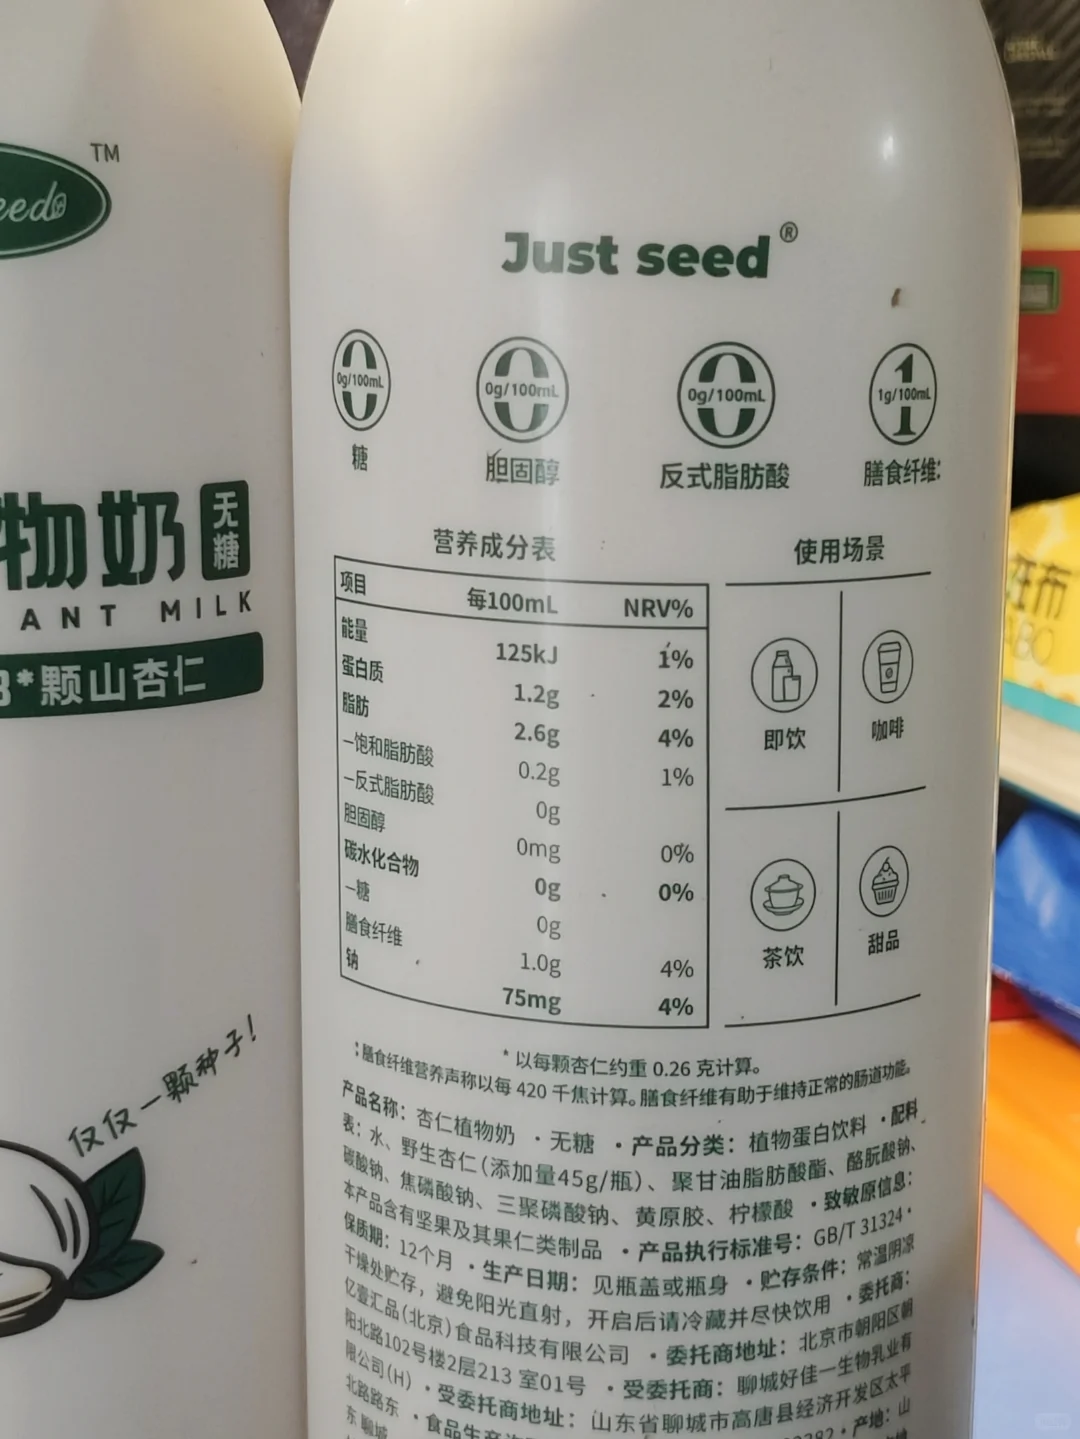 TM
物奶 无糖
ANT MILK
*颗山杏仁
仅仅一颗种子!
Just seed®
0g/100mL 0g/100mL 0g/100mL 1g/100mL
糖 胆固醇 反式脂肪酸 膳食纤维:
营养成分表
项目 每100mL NRV%
能量 125kJ 1%
蛋白质 1.2g 2%
脂肪 2.6g 4%
—饱和脂肪酸 0.2g 1%
—反式脂肪酸 0g
胆固醇 0mg 0%
碳水化合物 0g 0%
—糖 0g
膳食纤维 1.0g 4%
钠 75mg 4%
使用场景
即饮 咖啡
茶饮 甜品
* 以每颗杏仁约重 0.26 克计算。
:膳食纤维营养声称以每 420 千焦计算。膳食纤维有助于维持正常的肠道功能。
产品名称：杏仁植物奶 ·无糖 ·产品分类：植物蛋白饮料 ·配料
表：水、野生杏仁(添加量45g/瓶)、聚甘油脂肪酸酯、酪朊酸钠、
碳酸钠、焦磷酸钠、三聚磷酸钠、黄原胶、柠檬酸 ·致敏原信息：
本产品含有坚果及其果仁类制品 ·产品执行标准号：GB/T 31324 ·
保质期：12个月 ·生产日期：见瓶盖或瓶身 ·贮存条件：常温阴凉
干燥处贮存，避免阳光直射，开启后请冷藏并尽快饮用 ·委托商：
亿壹汇品(北京)食品科技有限公司 ·委托商地址：北京市朝阳区朝
阳北路102号楼2层213 室01号 ·受委托商：聊城好佳一生物乳业有
限公司(H) ·受委托商地址：山东省聊城市高唐县经济开发区太平
北路路东 ·食品生产 ·产地：山
东 聊城